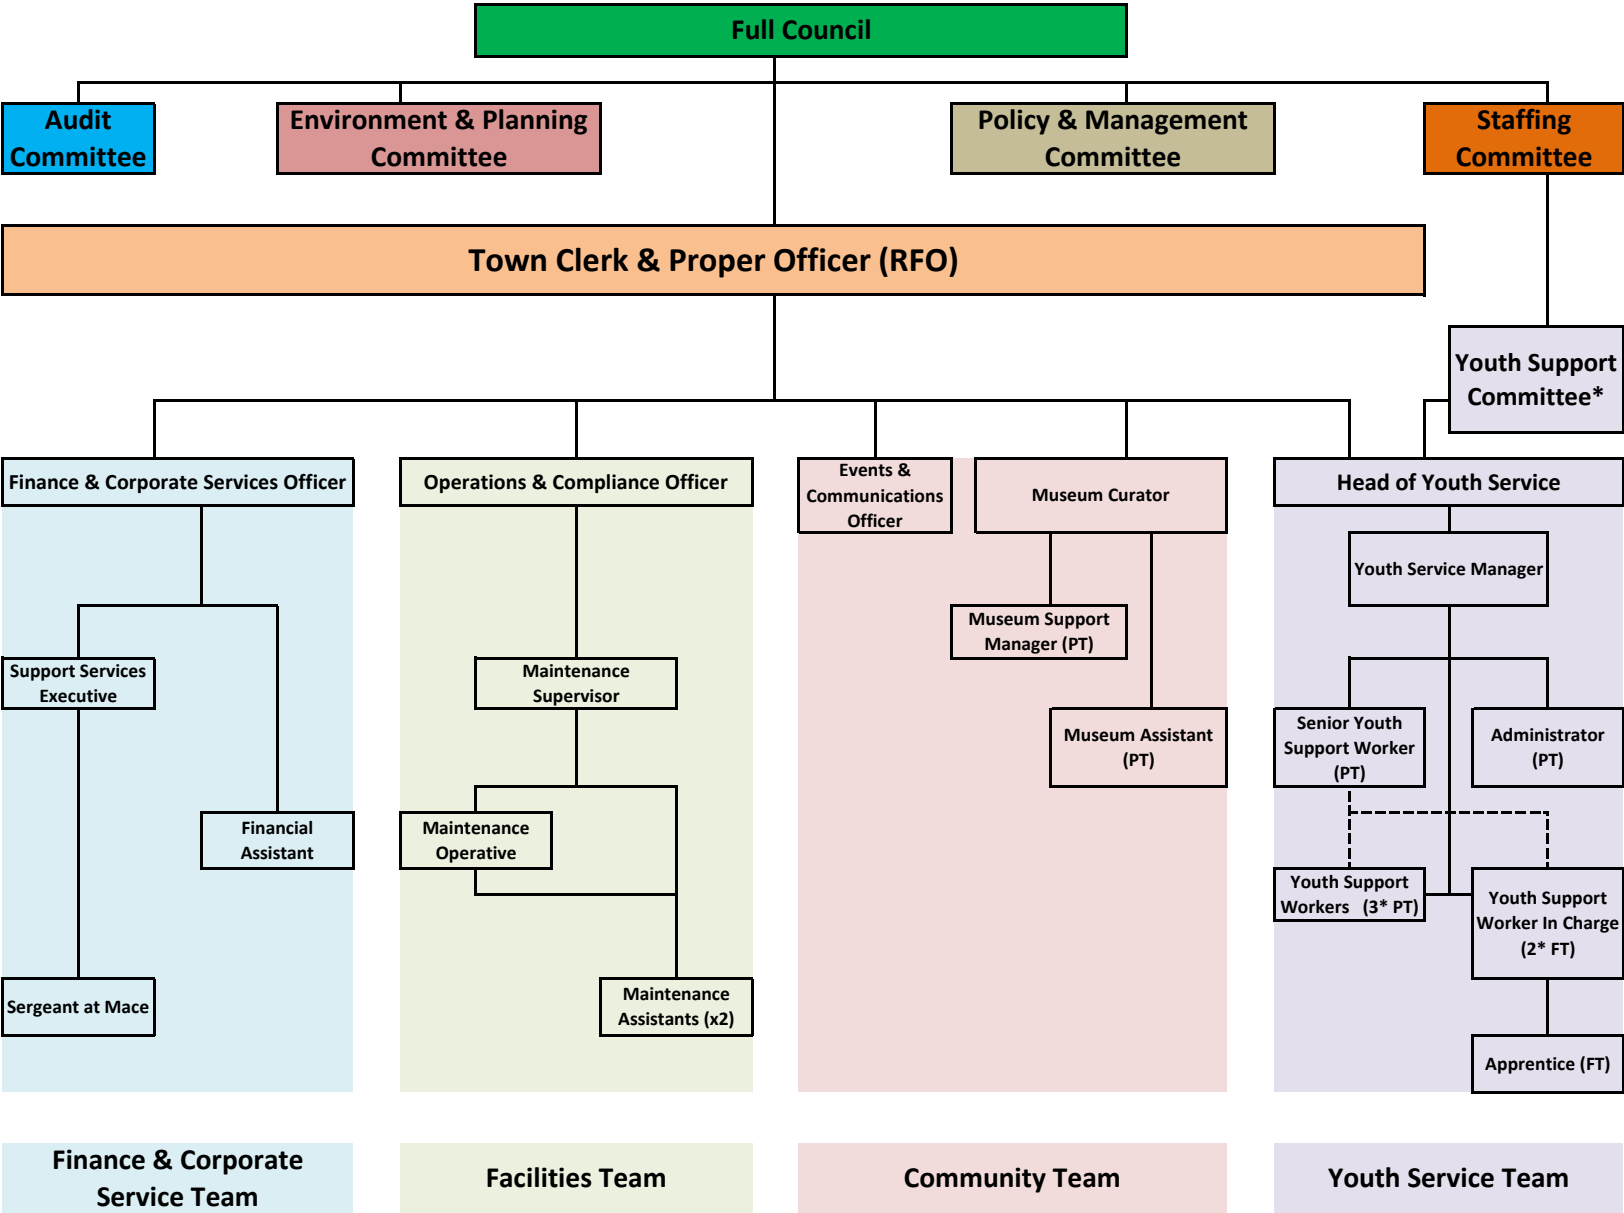 Full Council
Audit
Committee
Environment & Planning
Committee
Policy & Management
Committee
Staffing
Committee
Town Clerk & Proper Officer (RFO)
Youth Support
Committee*
Finance & Corporate Services Officer
Operations & Compliance Officer
Events &
Communications
Officer
Museum Curator
Head of Youth Service
Youth Service Manager
Museum Support
Manager (PT)
Support Services
Executive
Maintenance
Supervisor
Museum Assistant
(PT)
Senior Youth
Support Worker
(PT)
Administrator
(PT)
Financial
Assistant
Maintenance
Operative
Youth Support
Workers (3* PT)
Youth Support
Worker In Charge
(2* FT)
Sergeant at Mace
Maintenance
Assistants (x2)
Apprentice (FT)
Finance & Corporate
Service Team
Facilities Team
Community Team
Youth Service Team